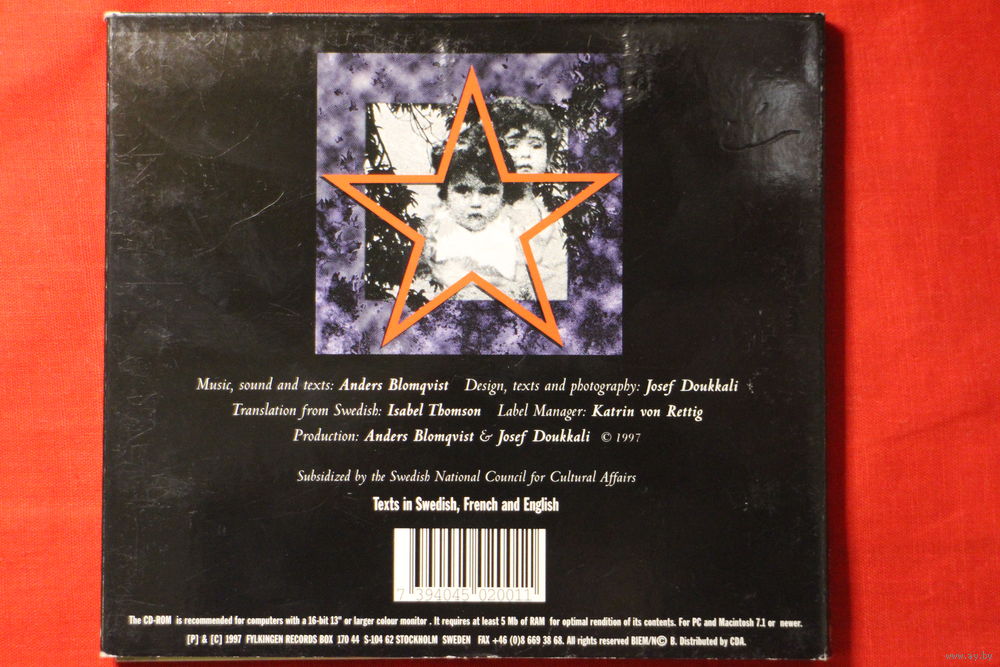 Music, sound and texts: Anders Blomqvist Design, texts and photography: Josef Doukkali
Translation from Swedish: Isabel Thomson Label Manager: Katrin von Rettig
Production: Anders Blomqvist & Josef Doukkali © 1997
Subsidized by the Swedish National Council for Cultural Affairs
Texts in Swedish, French and English
7 394045 020011
The CD-ROM is recommended for computers with a 16-bit 13" or larger colour monitor . It requires at least 5 Mb of RAM for optimal rendition of its contents. For PC and Macintosh 7.1 or newer.
[P] & [C] 1997 FYLKINGEN RECORDS BOX 170 44 S-104 62 STOCKHOLM SWEDEN FAX +46 (0)8 669 38 68. All rights reserved BIEM/N©B. Distributed by CDA.
www.ay.by